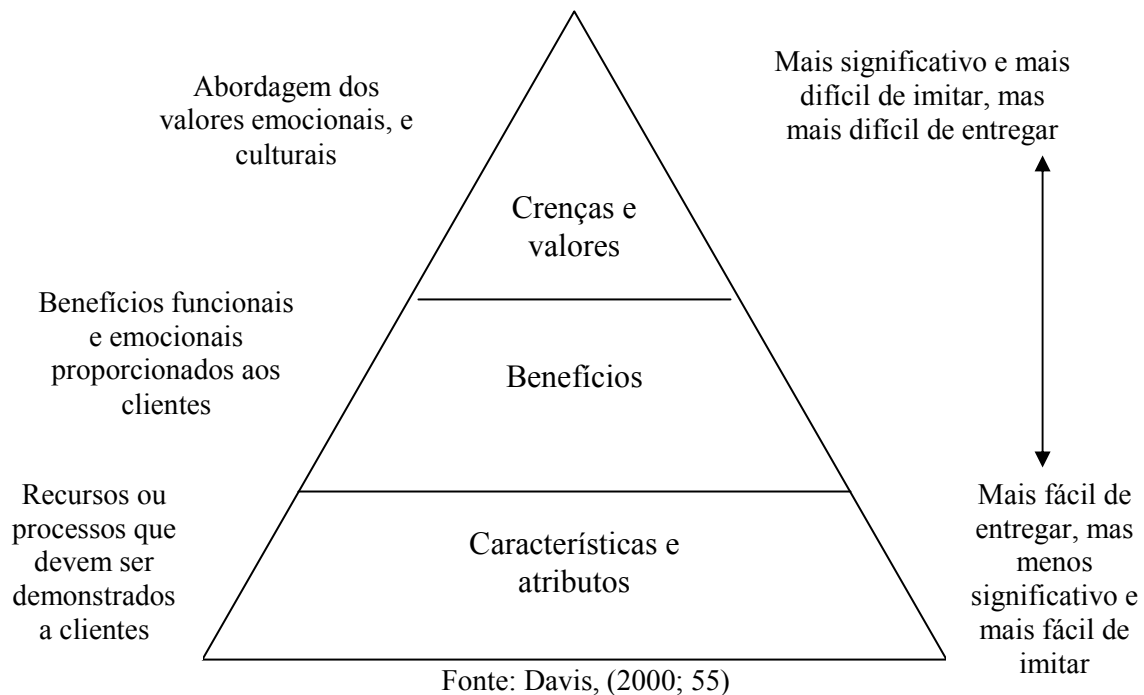 Abordagem dos
valores emocionais, e
culturais
Mais significativo e mais
difícil de imitar, mas
mais difícil de entregar
Crenças e
valores
Benefícios funcionais
e emocionais
proporcionados aos
clientes
Benefícios
Recursos ou
processos que
devem ser
demonstrados
a clientes
Características e
atributos
Mais fácil de
entregar, mas
menos
significativo e
mais fácil de
imitar
Fonte: Davis, (2000; 55)